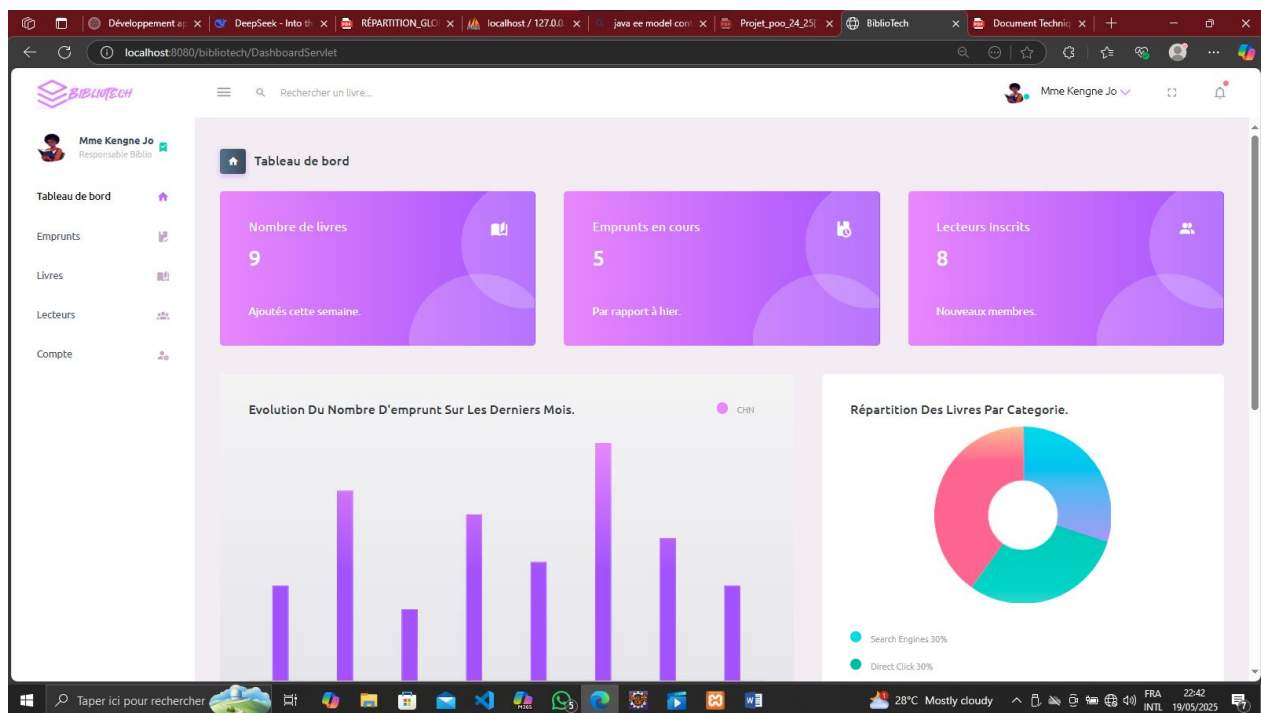 Développement ap
DeepSeek - Into th
RÉPARTITION_GLO
localhost / 127.0.0.
java ee model cont
Projet_poo_24_25[
BiblioTech
Document Techniq
localhost:8080/bibliotech/DashboardServlet
BIBLIOTECH
Rechercher un livre...
Mme Kengne Jo
Mme Kengne Jo
Responsable Biblio
Tableau de bord
Tableau de bord
Emprunts
Livres
Lecteurs
Compte
Nombre de livres
9
Ajoutés cette semaine.
Emprunts en cours
5
Par rapport à hier.
Lecteurs Inscrits
8
Nouveaux membres.
Evolution Du Nombre D'emprunt Sur Les Derniers Mois.
CHN
Répartition Des Livres Par Categorie.
Search Engines 30%
Direct Click 30%
Taper ici pour rechercher
28°C Mostly cloudy
FRA
INTL
22:42
19/05/2025